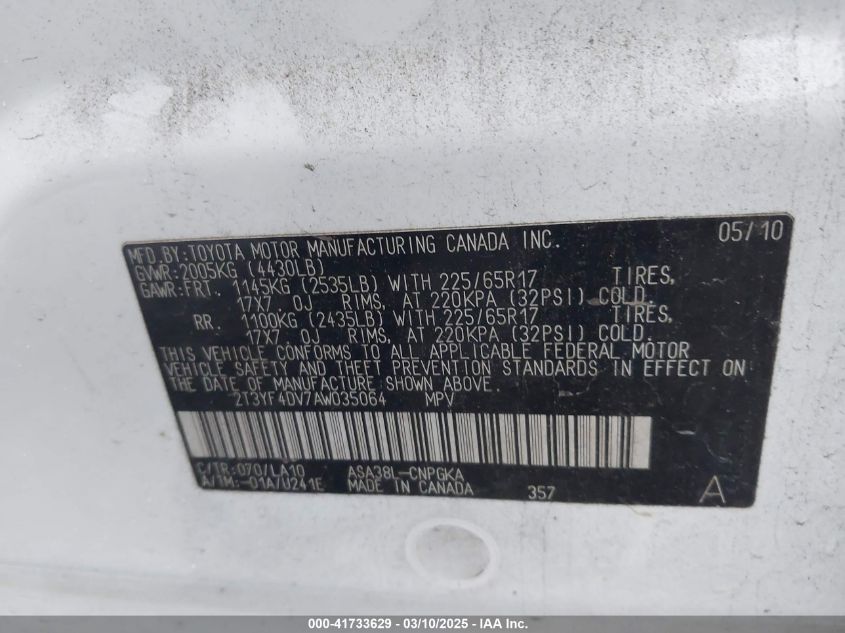 MFD.BY:TOYOTA MOTOR MANUFACTURING CANADA INC. 05/10
GVWR:2005KG (4430LB)
GAWR:FRT. 1145KG (2535LB) WITH 225/65R17 TIRES,
17X7.0J RIMS, AT 220KPA (32PSI) COLD.
RR. 1100KG (2435LB) WITH 225/65R17 TIRES,
17X7.0J RIMS, AT 220KPA (32PSI) COLD.
THIS VEHICLE CONFORMS TO ALL APPLICABLE FEDERAL MOTOR
VEHICLE SAFETY AND THEFT PREVENTION STANDARDS IN EFFECT ON
THE DATE OF MANUFACTURE SHOWN ABOVE.
2T3YF4DV7AW035064 MPV
C/TR:070/LA10 ASA38L-CNPGKA
A/TM:-01A/U241E MADE IN CANADA 357 A
000-41733629 - 03/10/2025 - IAA Inc.